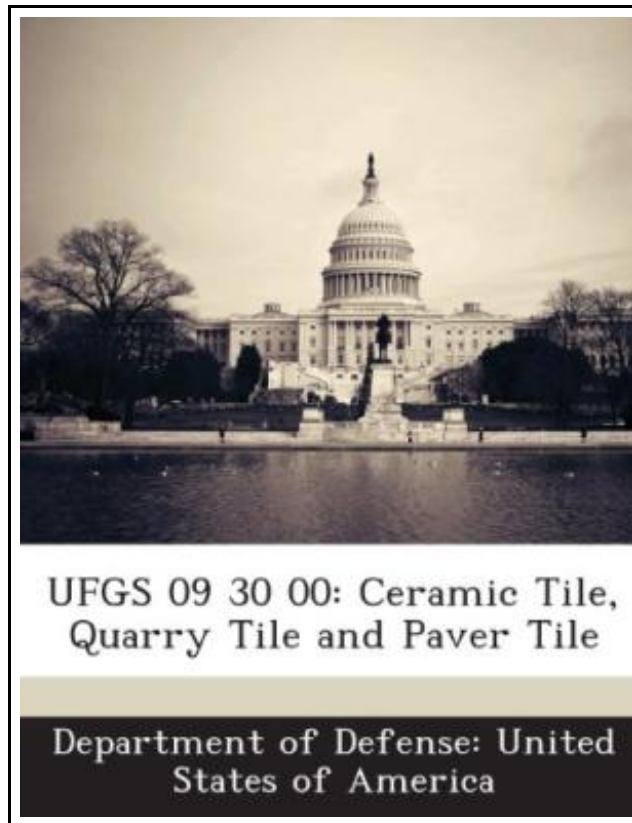 UFGS 09 30 00: Ceramic Tile,
Quarry Tile and Paver Tile
Department of Defense: United
States of America